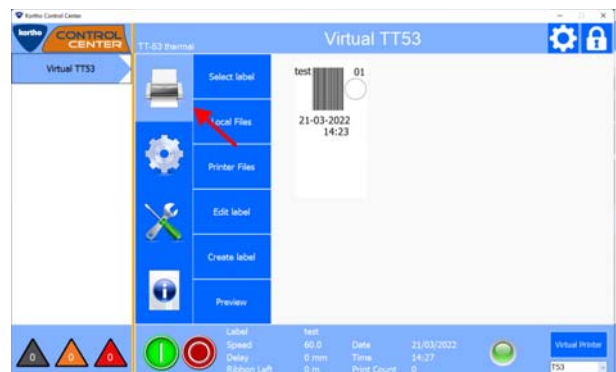 Kortho Control Center
kortho CONTROL CENTER
TT-53 thermal
Virtual TT53
Virtual TT53
Select label
Local Files
Printer Files
Edit label
Create label
Preview
test 01
21-03-2022
14:23
0 0 0
Label test
Speed 60.0 Date 21/03/2022
Delay 0 mm Time 14:27
Ribbon Left 0 m Print Count 0
Virtual Printer
T53